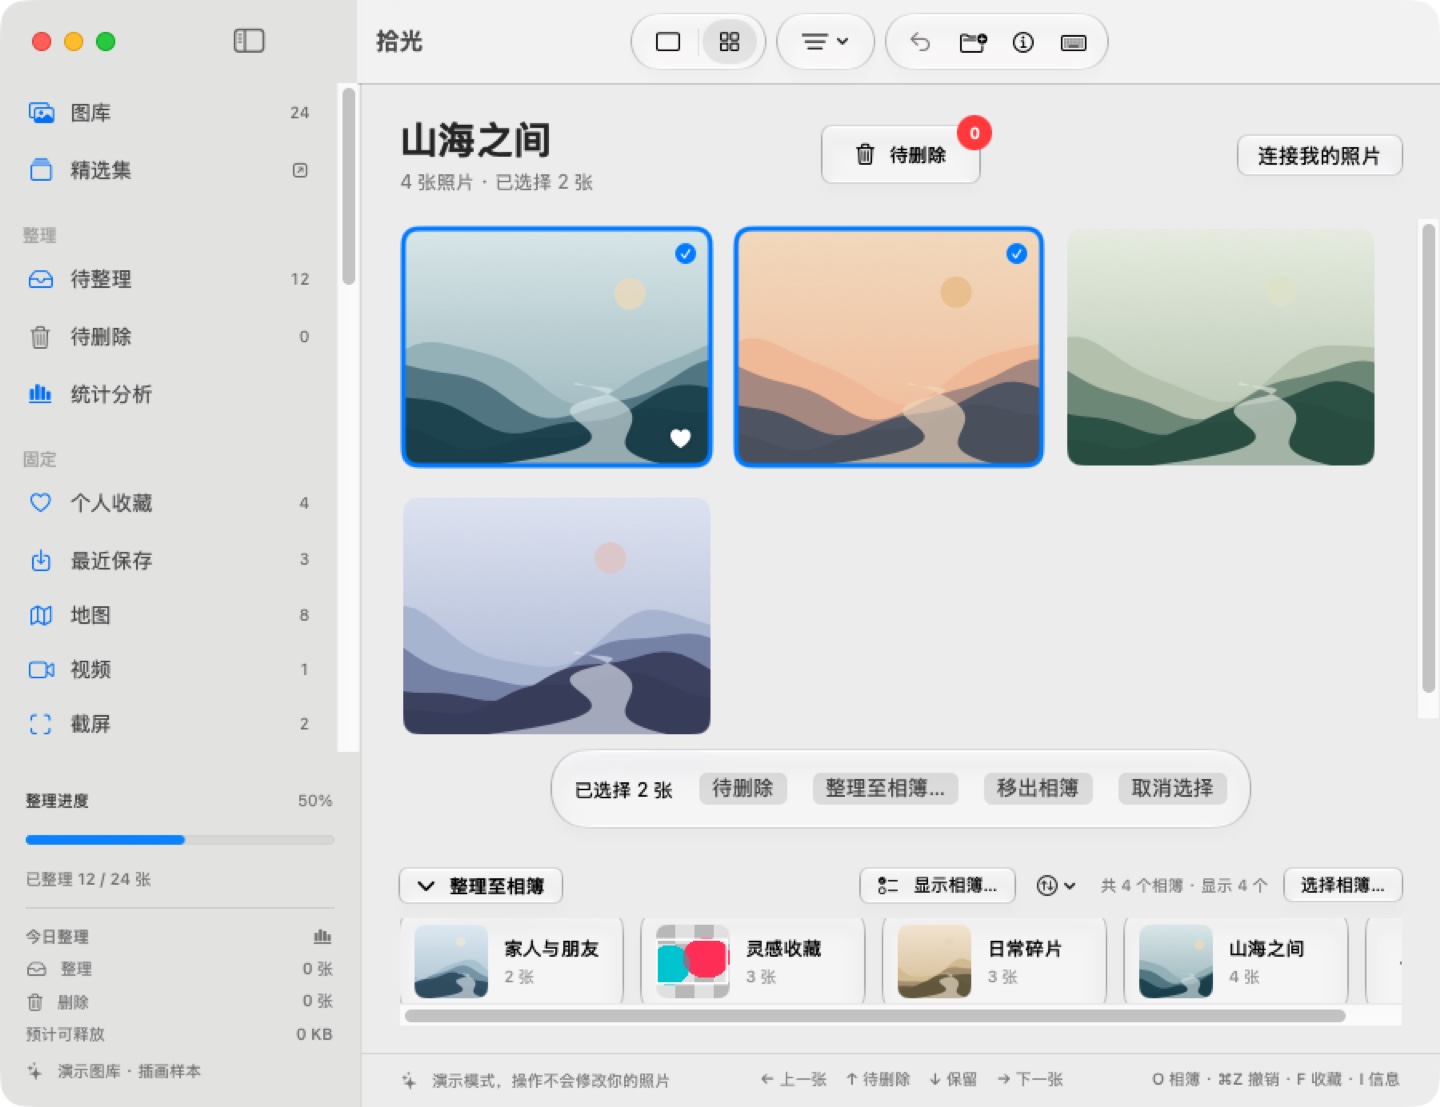 拾光
图库 24
精选集
整理
待整理 12
待删除 0
统计分析
固定
个人收藏 4
最近保存 3
地图 8
视频 1
截屏 2
整理进度 50%
已整理 12 / 24 张
今日整理
整理 0 张
删除 0 张
预计可释放 0 KB
演示图库 · 插画样本
山海之间
4 张照片 · 已选择 2 张
待删除
0
连接我的照片
已选择 2 张 待删除 整理至相簿... 移出相簿 取消选择
整理至相簿 显示相簿... 共 4 个相簿 · 显示 4 个 选择相簿...
家人与朋友
2 张
灵感收藏
3 张
日常碎片
3 张
山海之间
4 张
演示模式，操作不会修改你的照片 ← 上一张 ↑ 待删除 ↓ 保留 → 下一张 O 相簿 · ⌘Z 撤销 · F 收藏 · I 信息